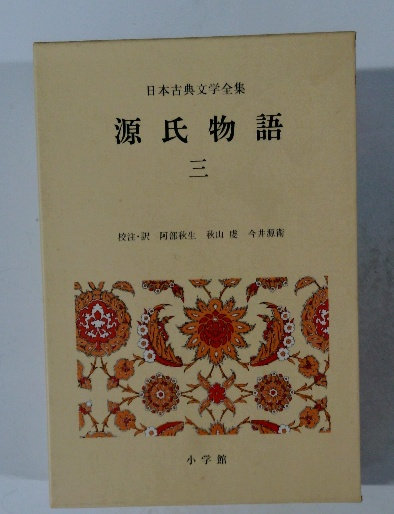 日本古典文学全集
源氏物語
三
校注・訳 阿部秋生 秋山虔 今井源衛
小学館